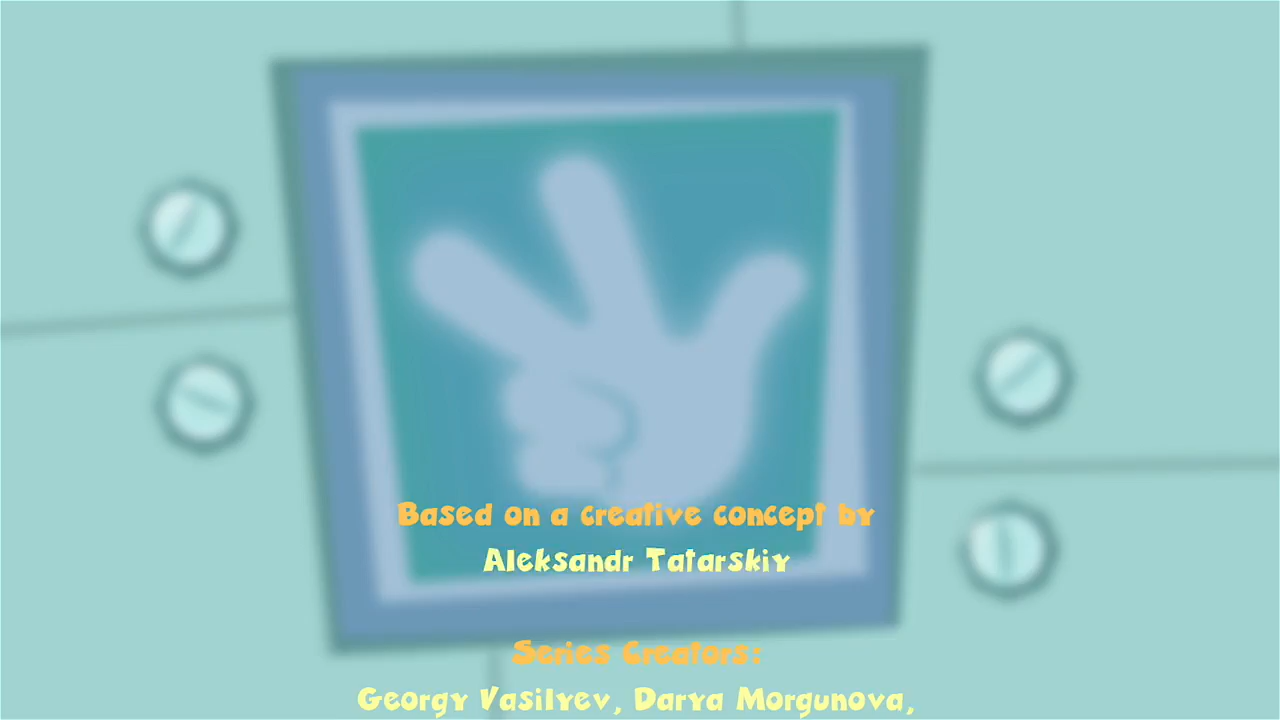 Based on a creative concept by
Aleksandr Tatarskiy
Series Creators:
Georgy Vasilyev, Darya Morgunova,